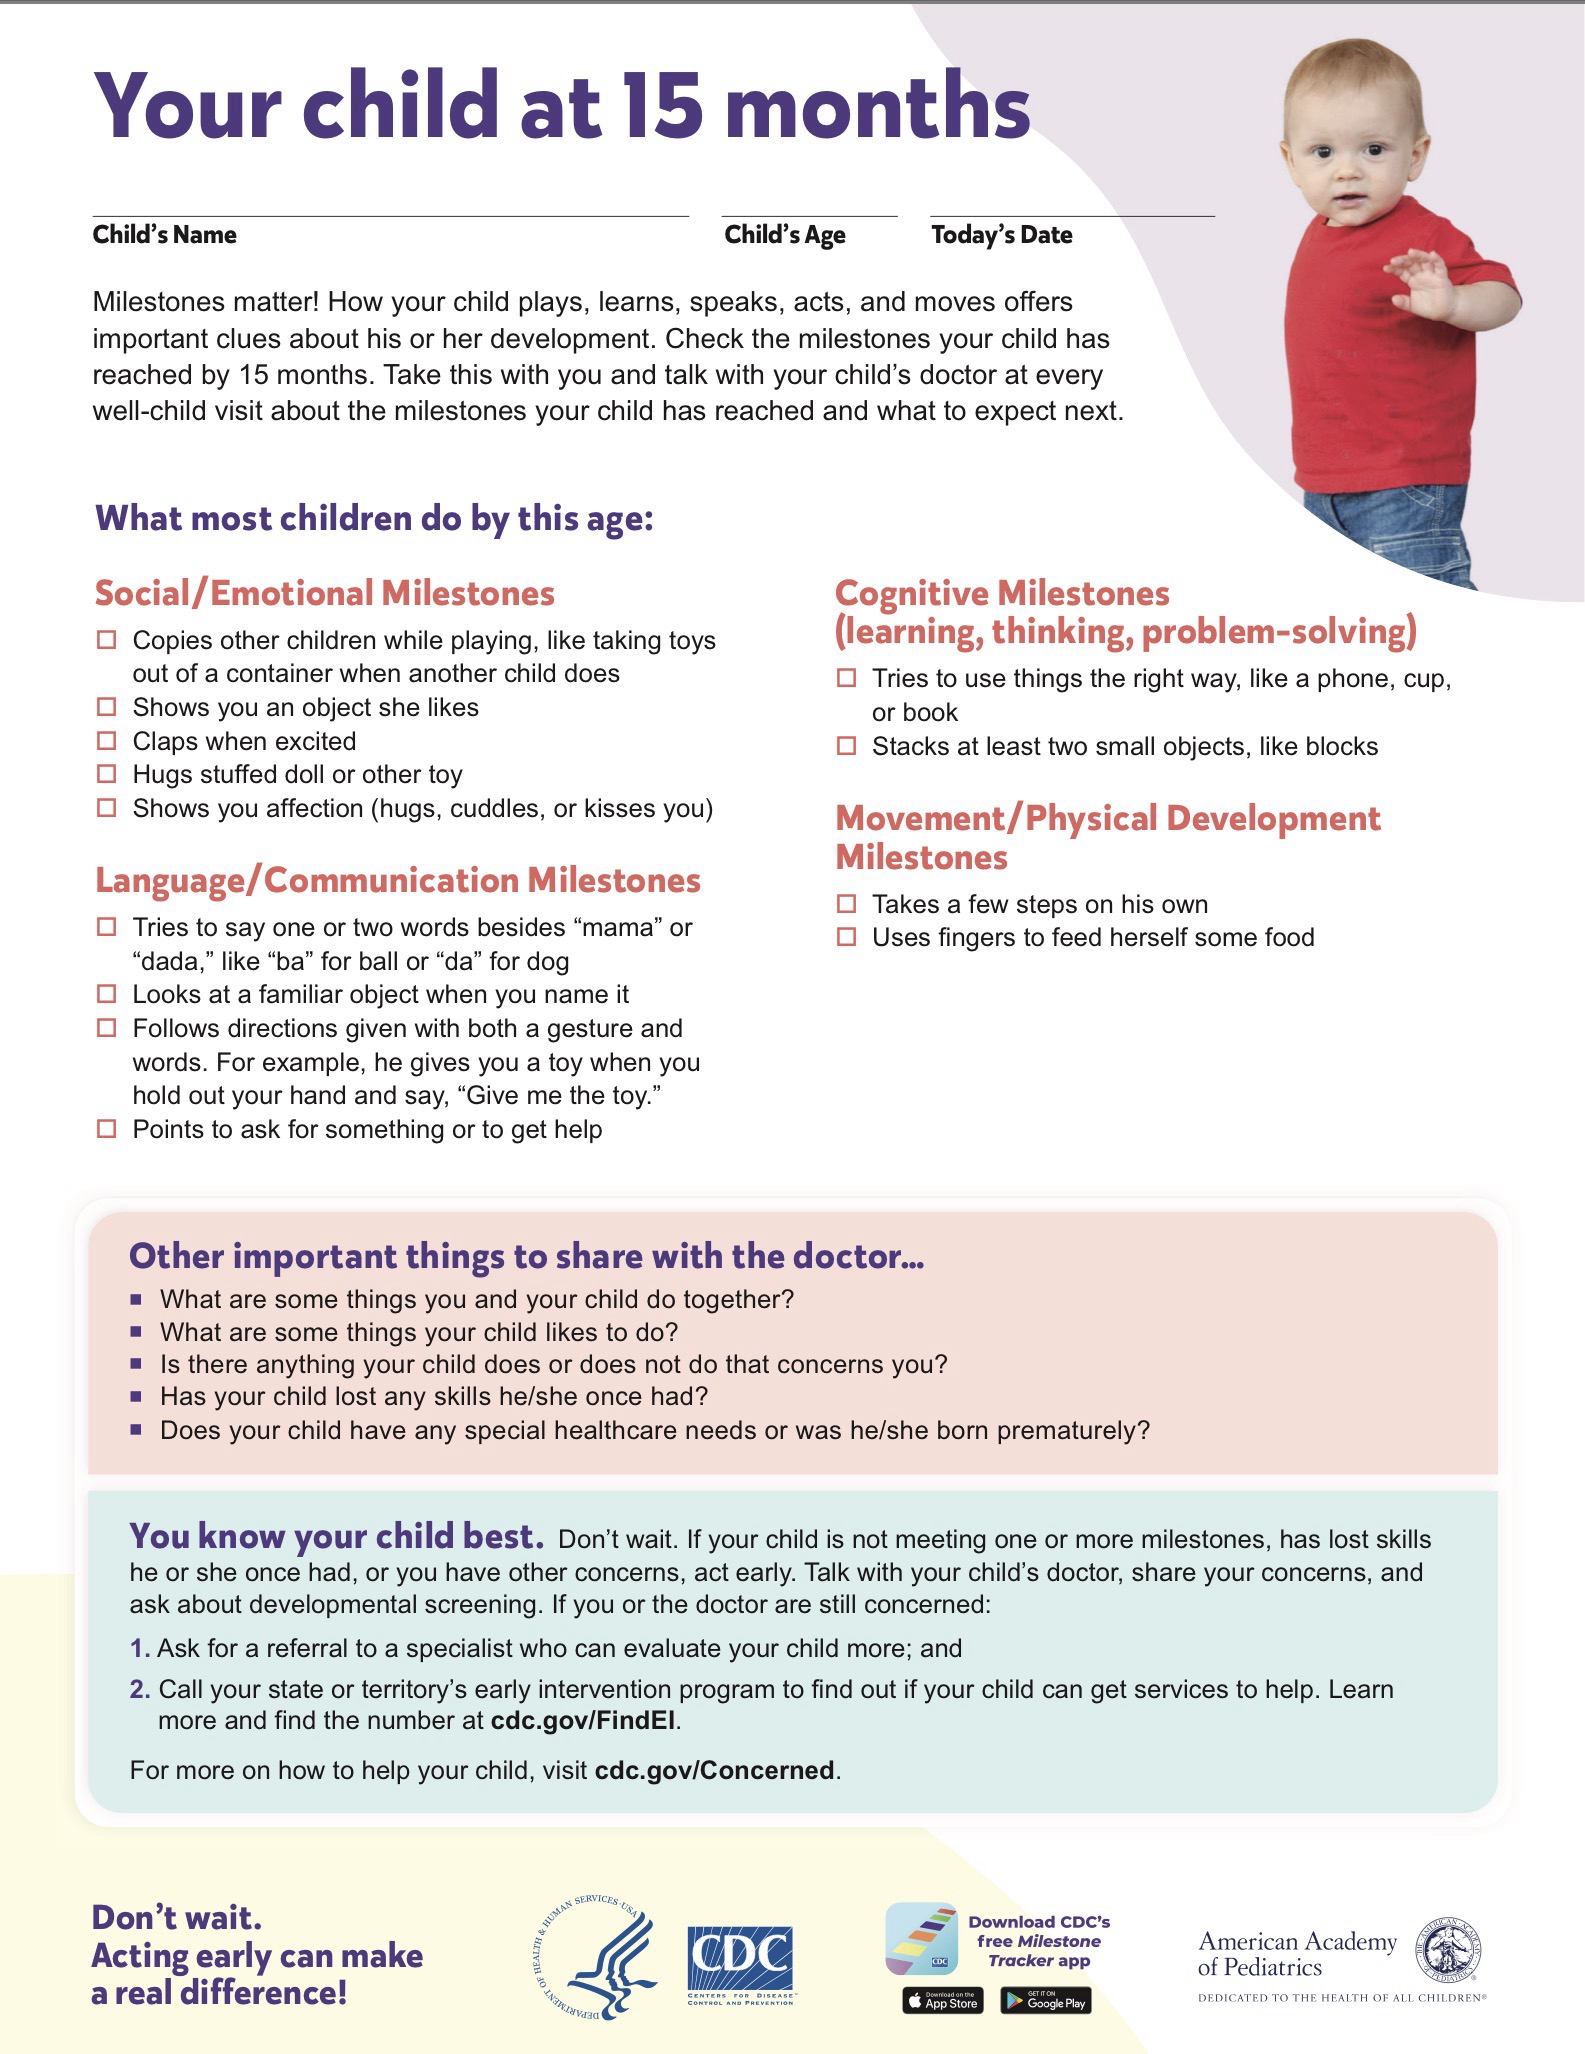 Your child at 15 months
Child's Name
Child's Age
Today's Date
Milestones matter! How your child plays, learns, speaks, acts, and moves offers
important clues about his or her development. Check the milestones your child has
reached by 15 months. Take this with you and talk with your child's doctor at every
well-child visit about the milestones your child has reached and what to expect next.
What most children do by this age:
Social/Emotional Milestones
Copies other children while playing, like taking toys
out of a container when another child does
Shows you an object she likes
Claps when excited
Hugs stuffed doll or other toy
Shows you affection (hugs, cuddles, or kisses you)
Language/Communication Milestones
Tries to say one or two words besides “mama” or
“dada,” like “ba” for ball or “da” for dog
Looks at a familiar object when you name it
Follows directions given with both a gesture and
words. For example, he gives you a toy when you
hold out your hand and say, “Give me the toy.”
Points to ask for something or to get help
Cognitive Milestones
(learning, thinking, problem-solving)
Tries to use things the right way, like a phone, cup,
or book
Stacks at least two small objects, like blocks
Movement/Physical Development
Milestones
Takes a few steps on his own
Uses fingers to feed herself some food
Other important things to share with the doctor...
What are some things you and your child do together?
What are some things your child likes to do?
Is there anything your child does or does not do that concerns you?
Has your child lost any skills he/she once had?
Does your child have any special healthcare needs or was he/she born prematurely?
You know your child best. Don't wait. If your child is not meeting one or more milestones, has lost skills
he or she once had, or you have other concerns, act early. Talk with your child's doctor, share your concerns, and
ask about developmental screening. If you or the doctor are still concerned:
1. Ask for a referral to a specialist who can evaluate your child more; and
2. Call your state or territory's early intervention program to find out if your child can get services to help. Learn
more and find the number at cdc.gov/FindEI.
For more on how to help your child, visit cdc.gov/Concerned.
Don't wait.
Acting early can make
a real difference!
DEPARTMENT OF HEALTH & HUMAN SERVICES·USA
CDC
CENTERS FOR DISEASE™
CONTROL AND PREVENTION
CDC
Download CDC's
free Milestone
Tracker app
Download on the
App Store
GET IT ON
Google Play
American Academy
of Pediatrics
DEDICATED TO THE HEALTH OF ALL CHILDREN®
THE AMERICAN ACADEMY OF PEDIATRICS